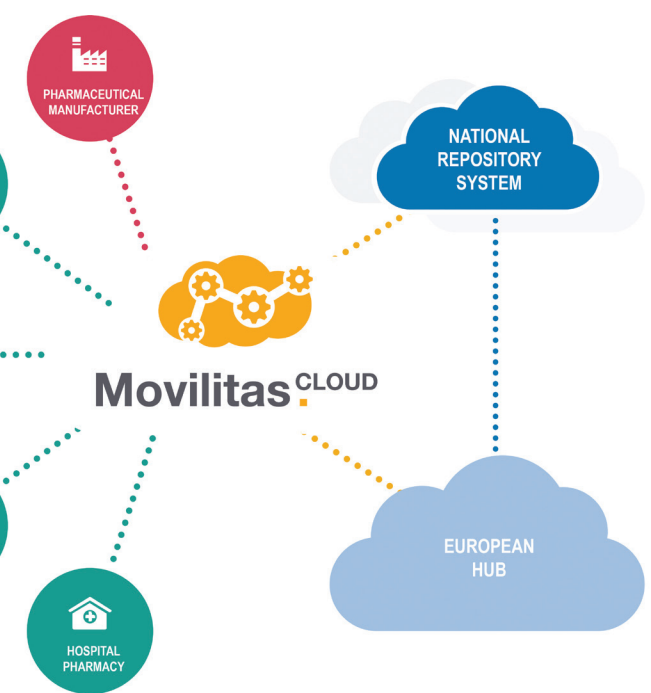 PHARMACEUTICAL
MANUFACTURER
NATIONAL
REPOSITORY
SYSTEM
Movilitas.CLOUD
EUROPEAN
HUB
HOSPITAL
PHARMACY